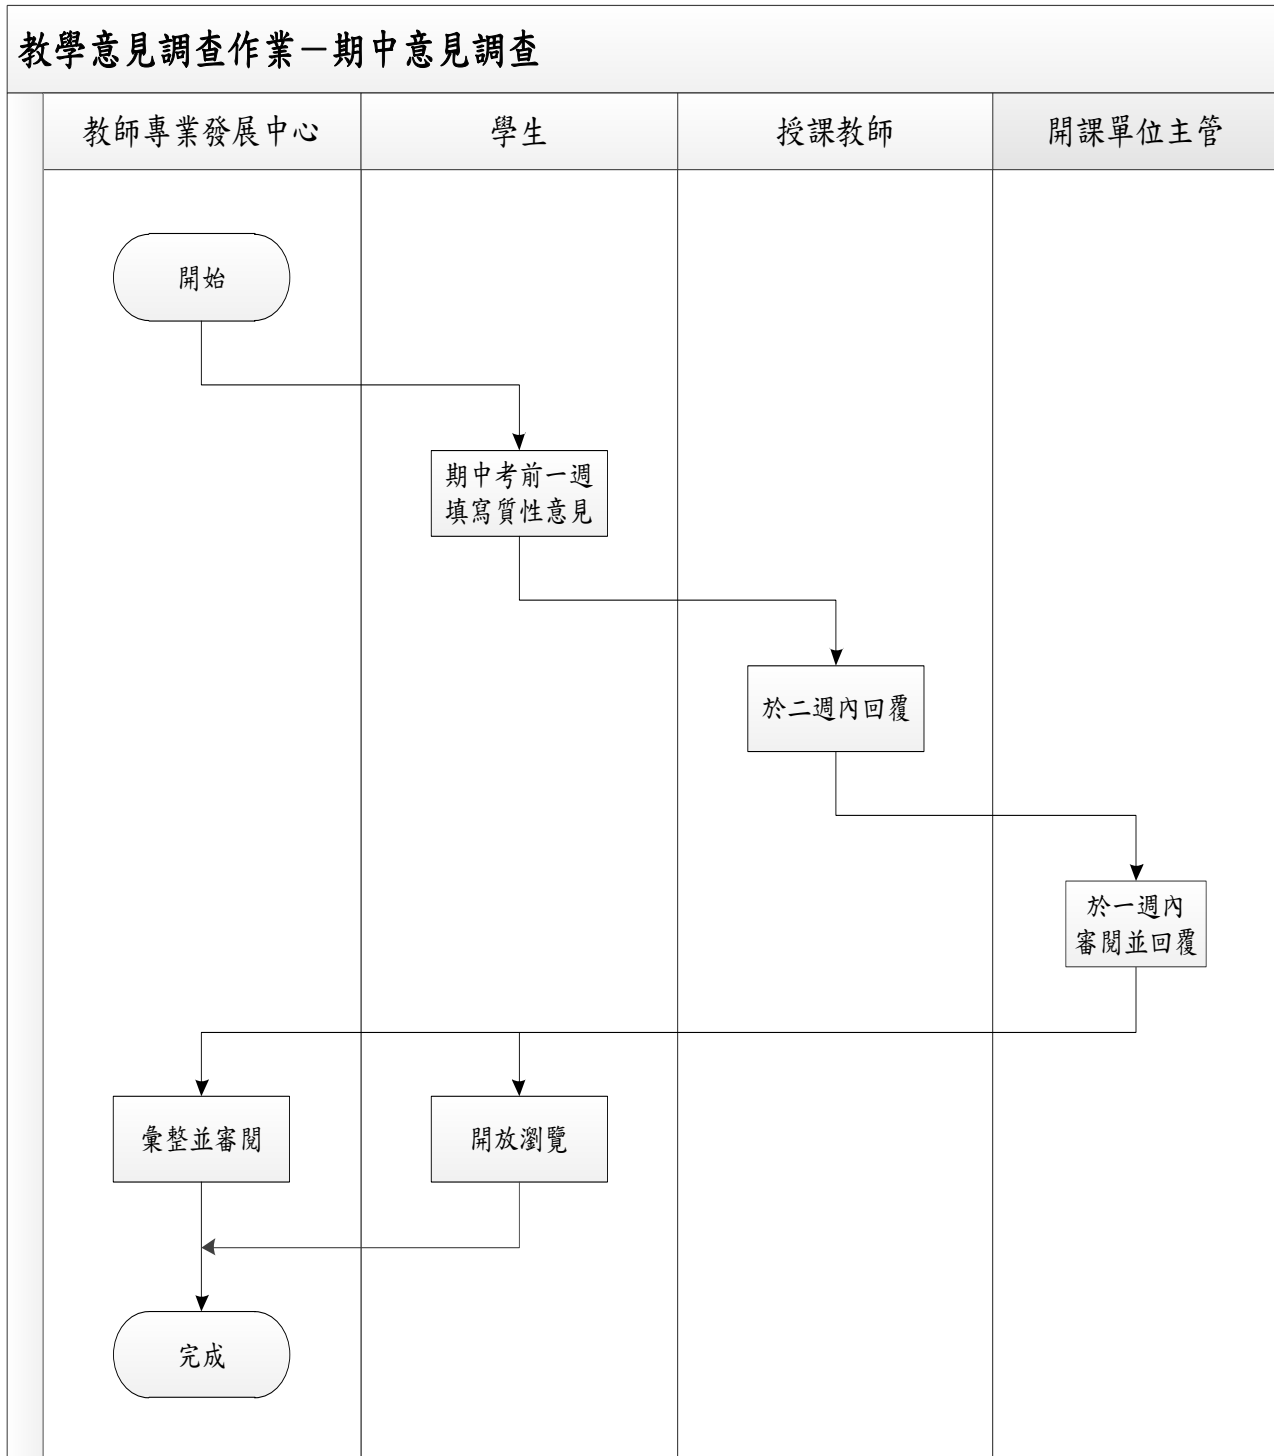 教學意見調查作業－期中意見調查
教師專業發展中心
學生
授課教師
開課單位主管
開始
期中考前一週
填寫質性意見
於二週內回覆
於一週內
審閱並回覆
彙整並審閱
開放瀏覽
完成